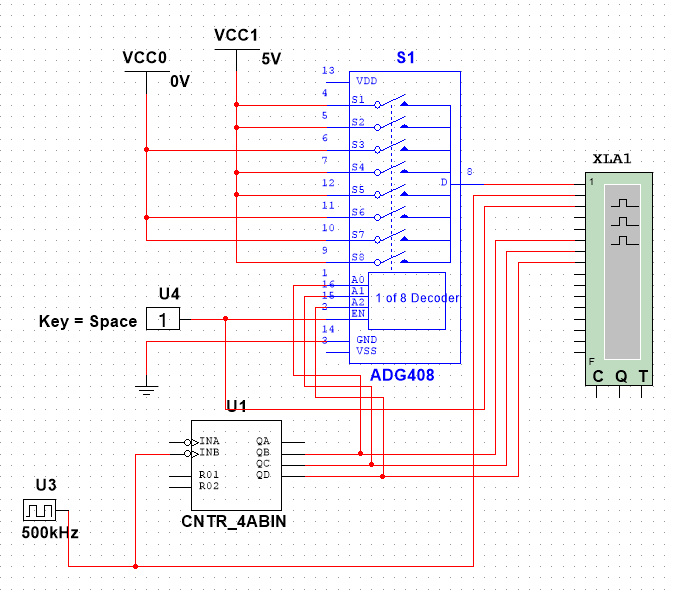 VCC1
5V
VCC0
0V
S1
13
VDD
4
S1
5
S2
6
S3
7
S4
12
S5
11
S6
10
S7
9
S8
D
8
1
16
A0
15
A1
2
A2
EN
1 of 8 Decoder
14
GND
3
VSS
ADG408
XLA1
1
F
C Q T
U4
Key = Space
1
U1
INA
INB
R01
R02
QA
QB
QC
QD
CNTR_4ABIN
U3
500kHz